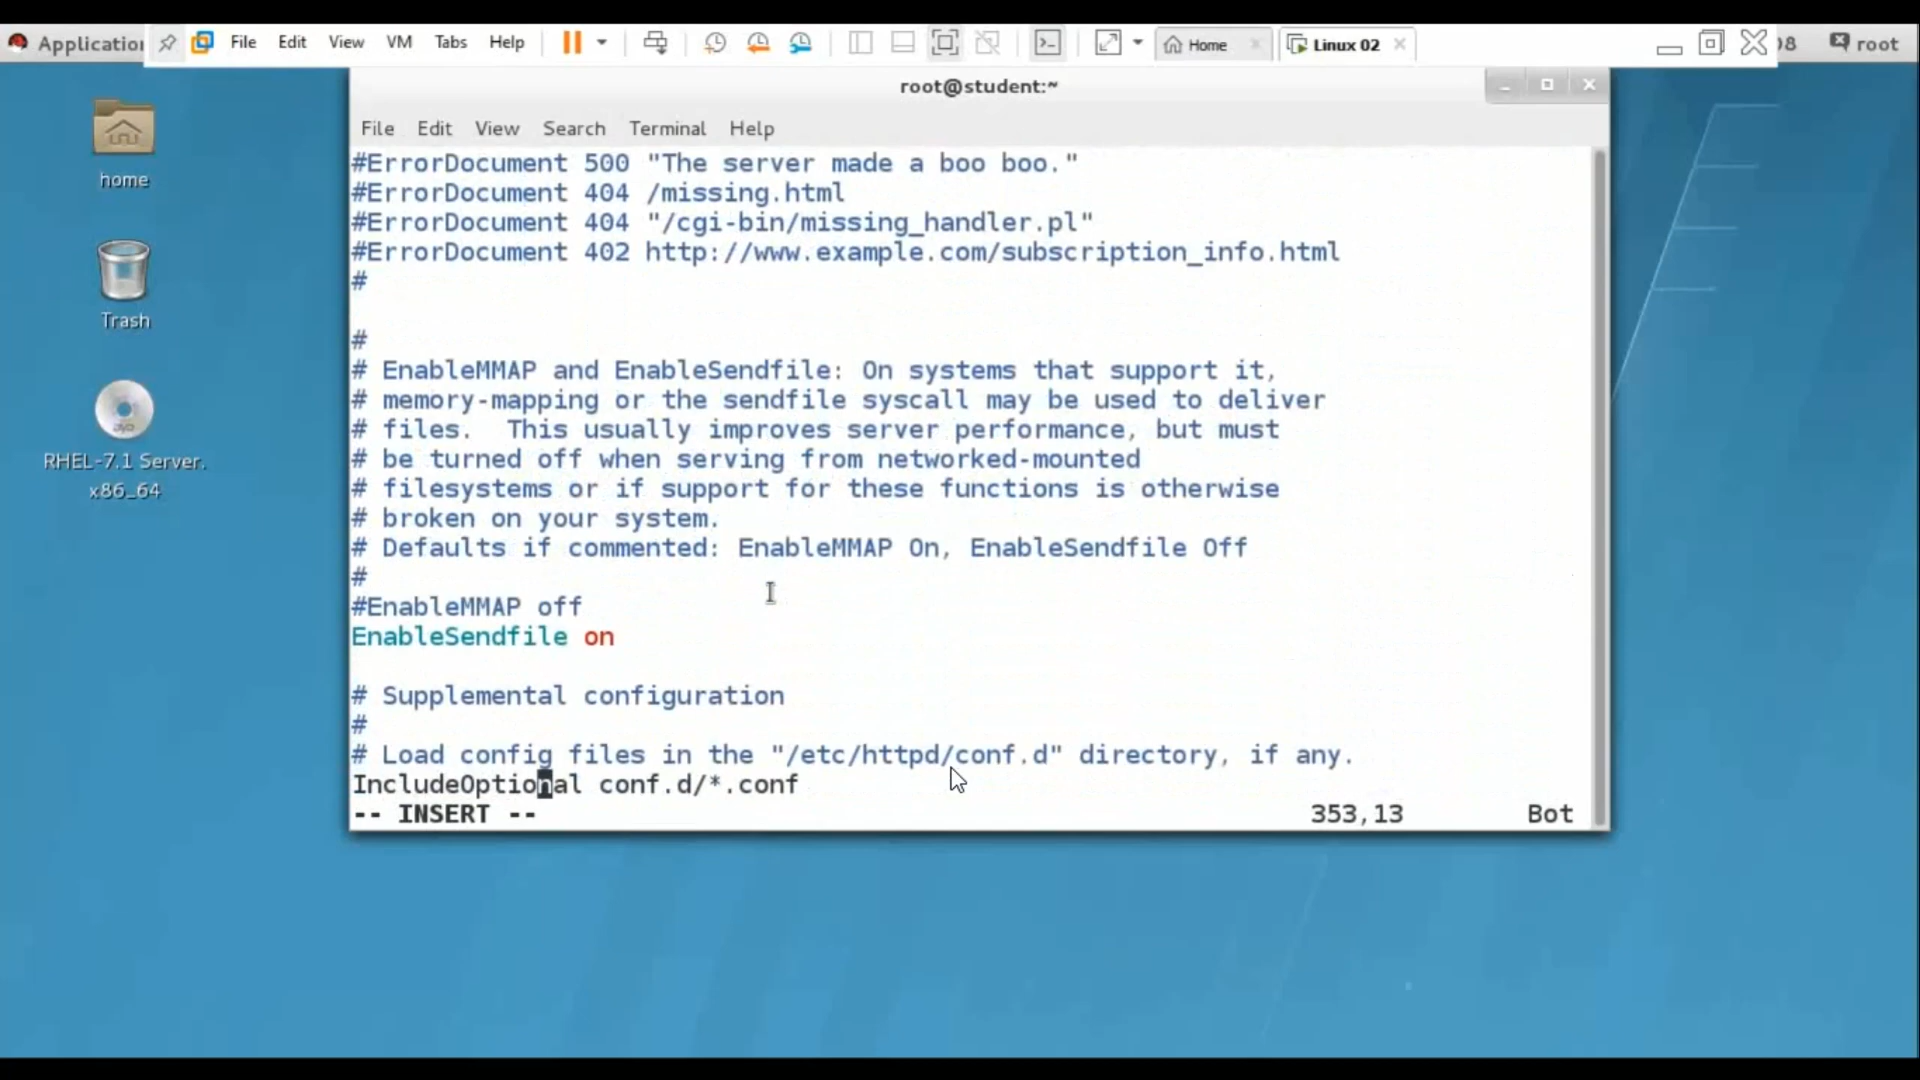 Application
File Edit View VM Tabs Help
Home
Linux 02
08
root
root@student:~
File Edit View Search Terminal Help
home
Trash
RHEL-7.1 Server.
x86_64
#ErrorDocument 500 "The server made a boo boo."
#ErrorDocument 404 /missing.html
#ErrorDocument 404 "/cgi-bin/missing_handler.pl"
#ErrorDocument 402 http://www.example.com/subscription_info.html
#
#
# EnableMMAP and EnableSendfile: On systems that support it,
# memory-mapping or the sendfile syscall may be used to deliver
# files.  This usually improves server performance, but must
# be turned off when serving from networked-mounted
# filesystems or if support for these functions is otherwise
# broken on your system.
# Defaults if commented: EnableMMAP On, EnableSendfile Off
#
#EnableMMAP off
EnableSendfile on
# Supplemental configuration
#
# Load config files in the "/etc/httpd/conf.d" directory, if any.
IncludeOptional conf.d/*.conf
-- INSERT -- 353,13 Bot